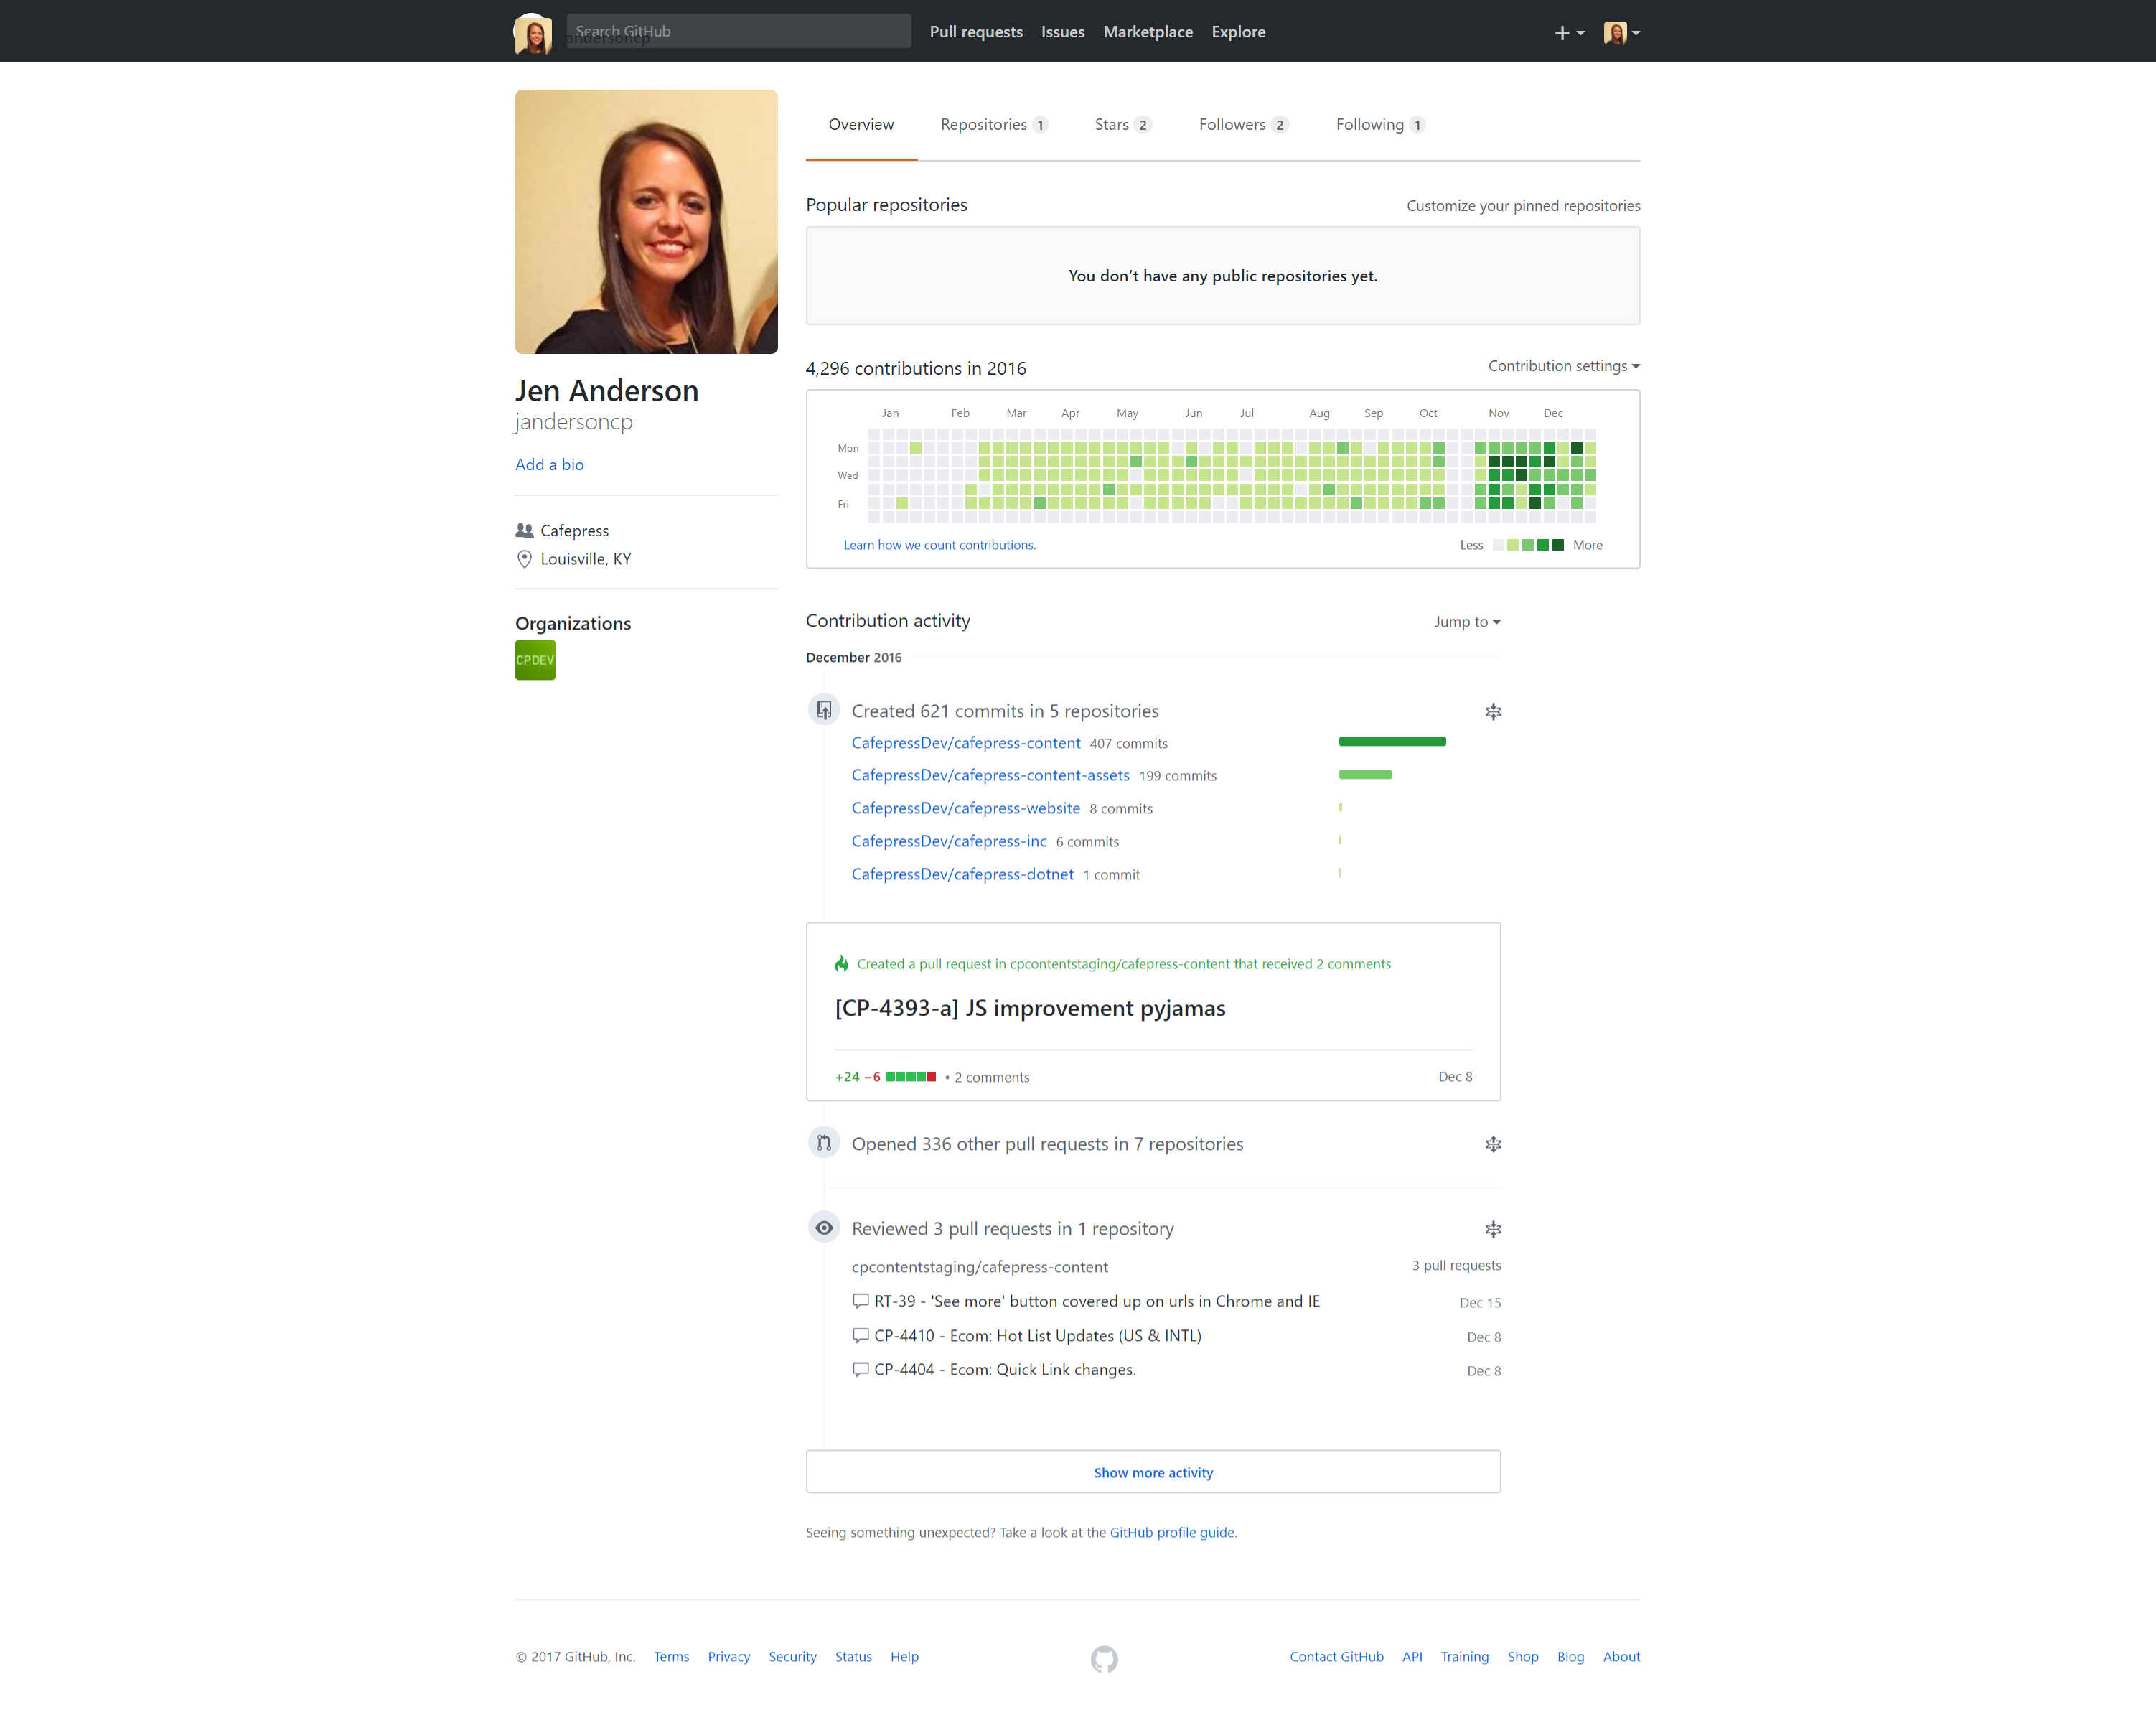 Search GitHub
jandersoncp
Pull requests Issues Marketplace Explore
Overview Repositories 1 Stars 2 Followers 2 Following 1
Jen Anderson
jandersoncp
Add a bio
Cafepress
Louisville, KY
Organizations
CPDEV
Popular repositories Customize your pinned repositories
You don’t have any public repositories yet.
4,296 contributions in 2016 Contribution settings
Jan Feb Mar Apr May Jun Jul Aug Sep Oct Nov Dec
Mon
Wed
Fri
Learn how we count contributions. Less More
Contribution activity Jump to
December 2016
Created 621 commits in 5 repositories
CafepressDev/cafepress-content 407 commits
CafepressDev/cafepress-content-assets 199 commits
CafepressDev/cafepress-website 8 commits
CafepressDev/cafepress-inc 6 commits
CafepressDev/cafepress-dotnet 1 commit
Created a pull request in cpcontentstaging/cafepress-content that received 2 comments
[CP-4393-a] JS improvement pyjamas
+24 −6 • 2 comments Dec 8
Opened 336 other pull requests in 7 repositories
Reviewed 3 pull requests in 1 repository
cpcontentstaging/cafepress-content 3 pull requests
RT-39 - 'See more' button covered up on urls in Chrome and IE Dec 15
CP-4410 - Ecom: Hot List Updates (US & INTL) Dec 8
CP-4404 - Ecom: Quick Link changes. Dec 8
Show more activity
Seeing something unexpected? Take a look at the GitHub profile guide.
© 2017 GitHub, Inc. Terms Privacy Security Status Help Contact GitHub API Training Shop Blog About